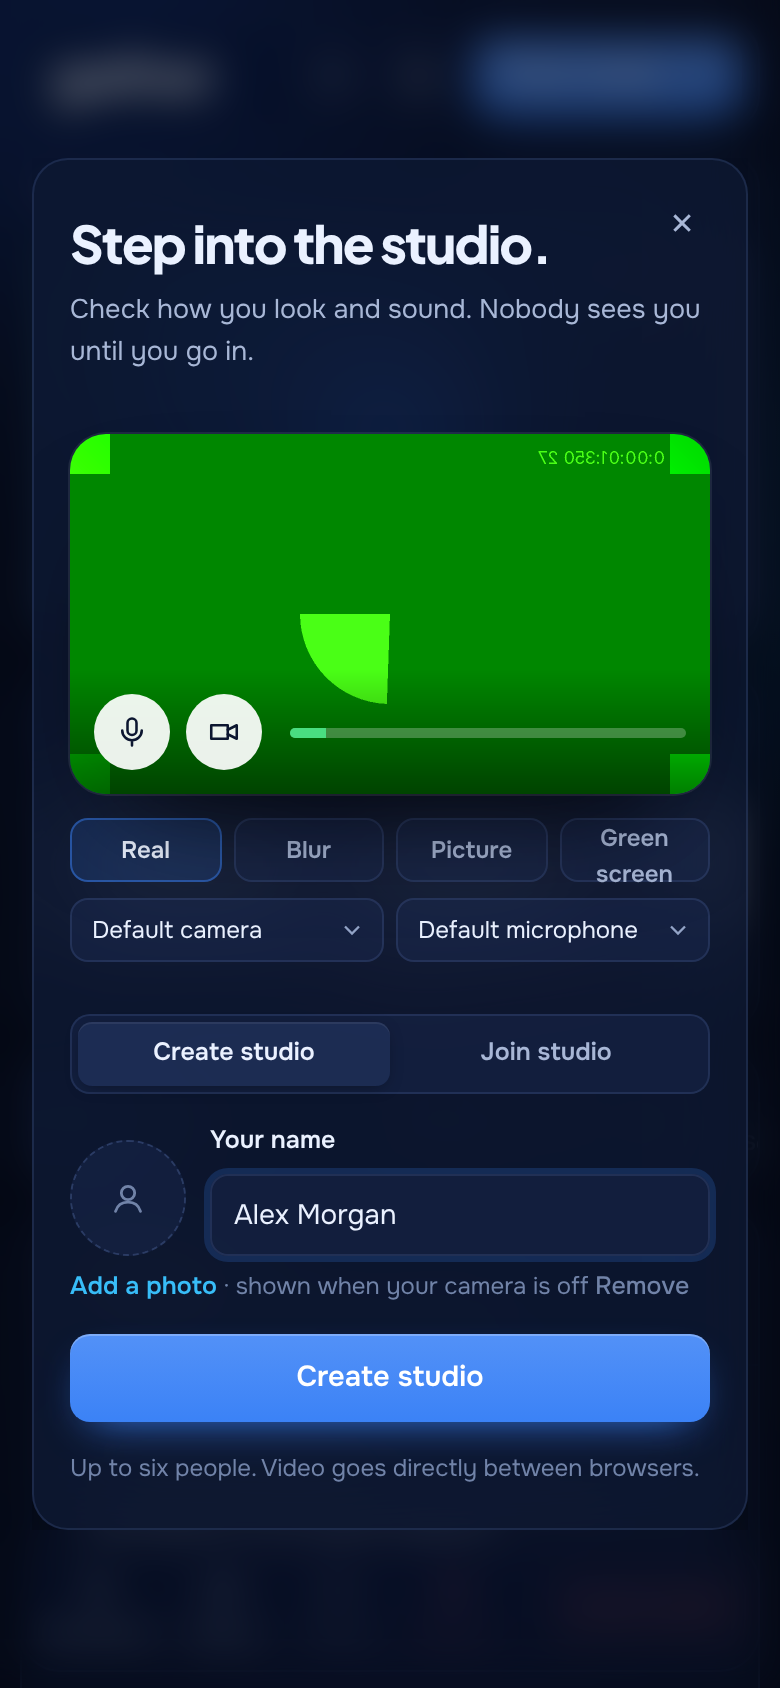 Step into the studio.
Check how you look and sound. Nobody sees you
until you go in.
0:00:01:350 27
Real
Blur
Picture
Green
screen
Default camera
Default microphone
Create studio
Join studio
Your name
Alex Morgan
Add a photo · shown when your camera is off Remove
Create studio
Up to six people. Video goes directly between browsers.